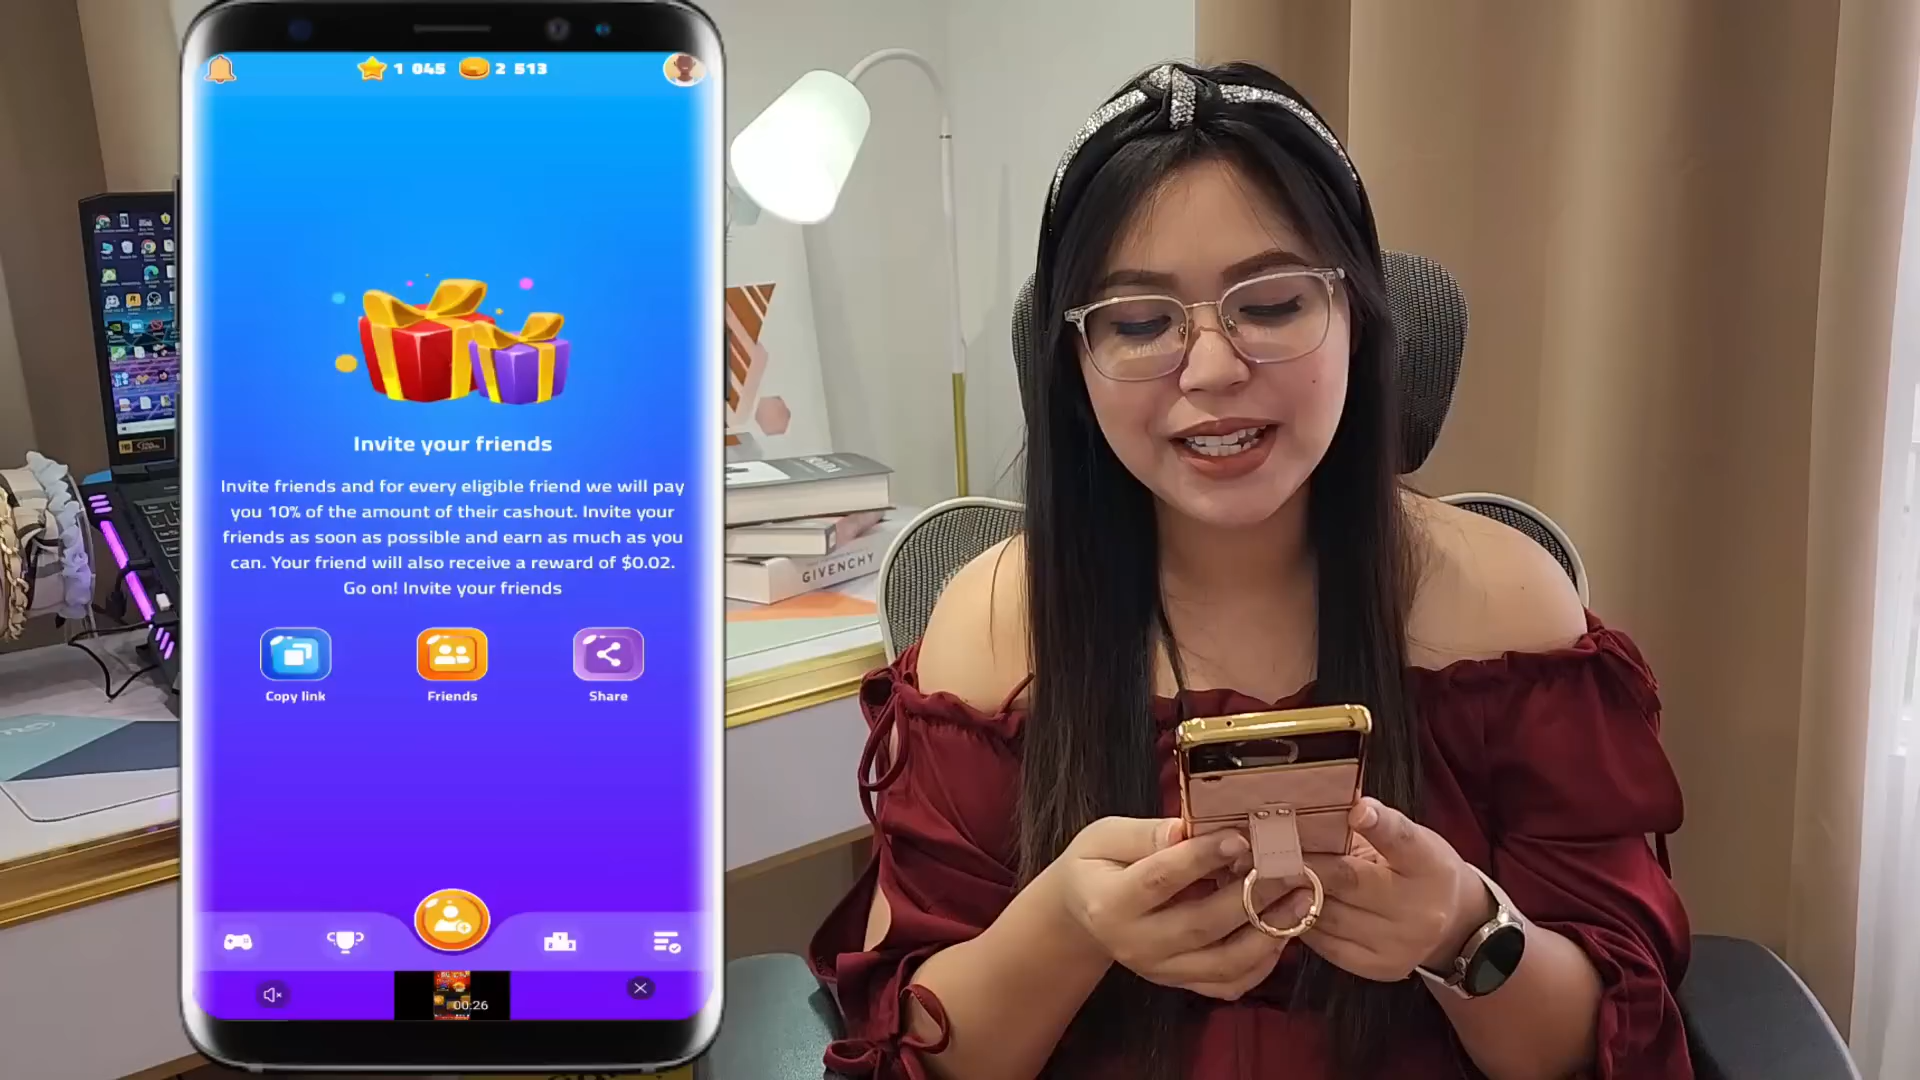 1 045 2 513
Invite your friends
Invite friends and for every eligible friend we will pay
you 10% of the amount of their cashout. Invite your
friends as soon as possible and earn as much as you
can. Your friend will also receive a reward of $0.02.
Go on! Invite your friends
Copy link Friends Share
00:26
GIVENCHY